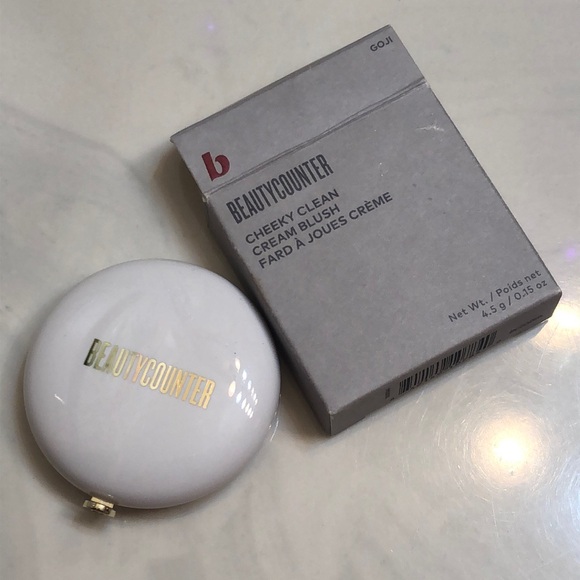 GOJI
b
BEAUTYCOUNTER
CHEEKY CLEAN
CREAM BLUSH
FARD À JOUES CRÈME
Net Wt. / Poids net
4.5 g / 0.15 oz
BEAUTYCOUNTER